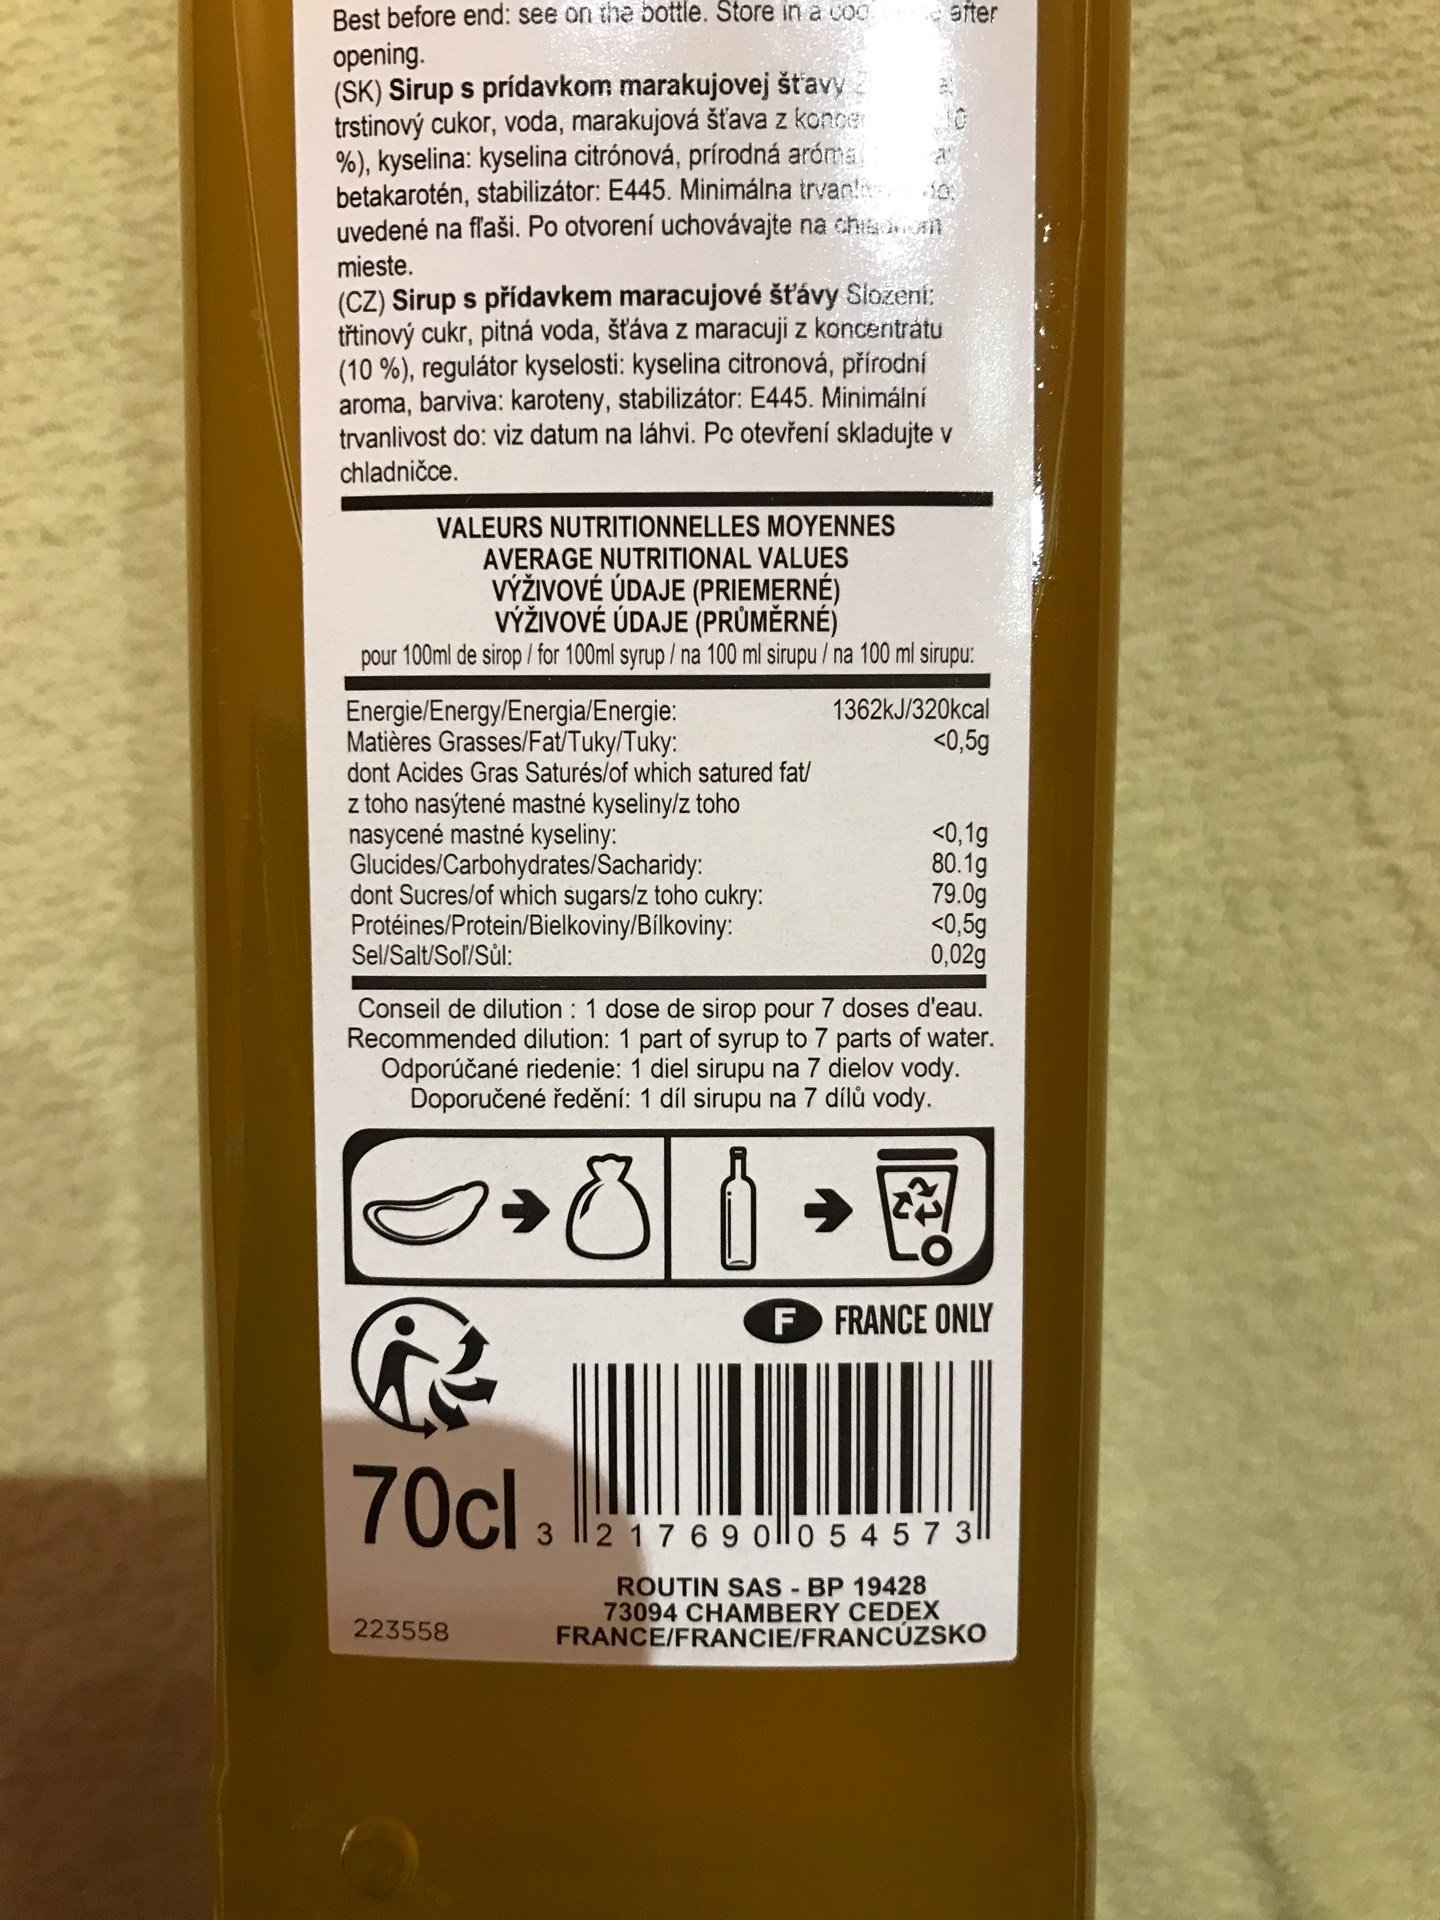 Best before end: see on the bottle. Store in a after
opening.
(SK) Sirup s prídavkom marakujovej šťavy
trstinový cukor, voda, marakujová šťava z
%), kyselina: kyselina citrónová, prírodná aróma
betakarotén, stabilizátor: E445. Minimálna
uvedené na fľaši. Po otvorení uchovávajte na chladnom
mieste.
(CZ) Sirup s přídavkem maracujové šťávy Složení:
třtinový cukr, pitná voda, šťáva z maracuji z koncentrátu
(10 %), regulátor kyselosti: kyselina citronová, přírodní
aroma, barviva: karoteny, stabilizátor: E445. Minimální
trvanlivost do: viz datum na láhvi. Po otevření skladujte v
chladničce.
VALEURS NUTRITIONNELLES MOYENNES
AVERAGE NUTRITIONAL VALUES
VÝŽIVOVÉ ÚDAJE (PRIEMERNÉ)
VÝŽIVOVÉ ÚDAJE (PRŮMĚRNÉ)
pour 100ml de sirop / for 100ml syrup / na 100 ml sirupu / na 100 ml sirupu:
Energie/Energy/Energia/Energie: 1362kJ/320kcal
Matières Grasses/Fat/Tuky/Tuky: <0,5g
dont Acides Gras Saturés/of which satured fat/
z toho nasýtené mastné kyseliny/z toho
nasycené mastné kyseliny: <0,1g
Glucides/Carbohydrates/Sacharidy: 80.1g
dont Sucres/of which sugars/z toho cukry: 79.0g
Protéines/Protein/Bielkoviny/Bílkoviny: <0,5g
Sel/Salt/Soľ/Sůl: 0,02g
Conseil de dilution : 1 dose de sirop pour 7 doses d'eau.
Recommended dilution: 1 part of syrup to 7 parts of water.
Odporúčané riedenie: 1 diel sirupu na 7 dielov vody.
Doporučené ředění: 1 díl sirupu na 7 dílů vody.
F FRANCE ONLY
70cl
3 217690 054573
ROUTIN SAS - BP 19428
73094 CHAMBERY CEDEX
FRANCE/FRANCIE/FRANCÚZSKO
223558